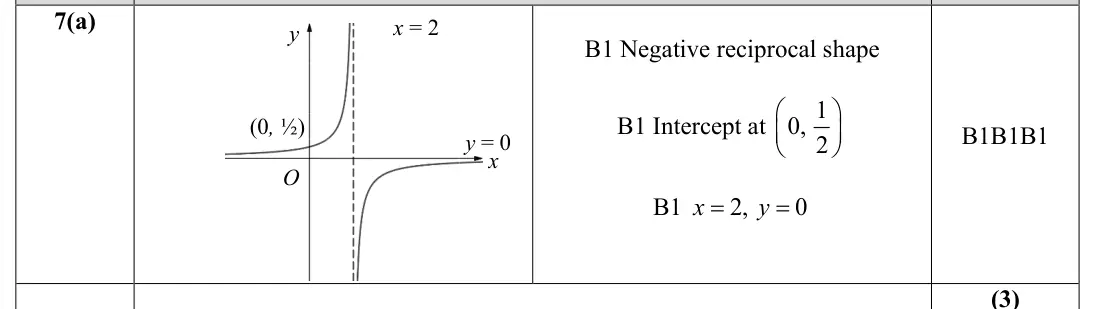 7(a)
y
x = 2
(0, ½)
y = 0
x
O
B1 Negative reciprocal shape
B1 Intercept at (0, 1/2)
B1 x = 2, y = 0
B1B1B1
(3)